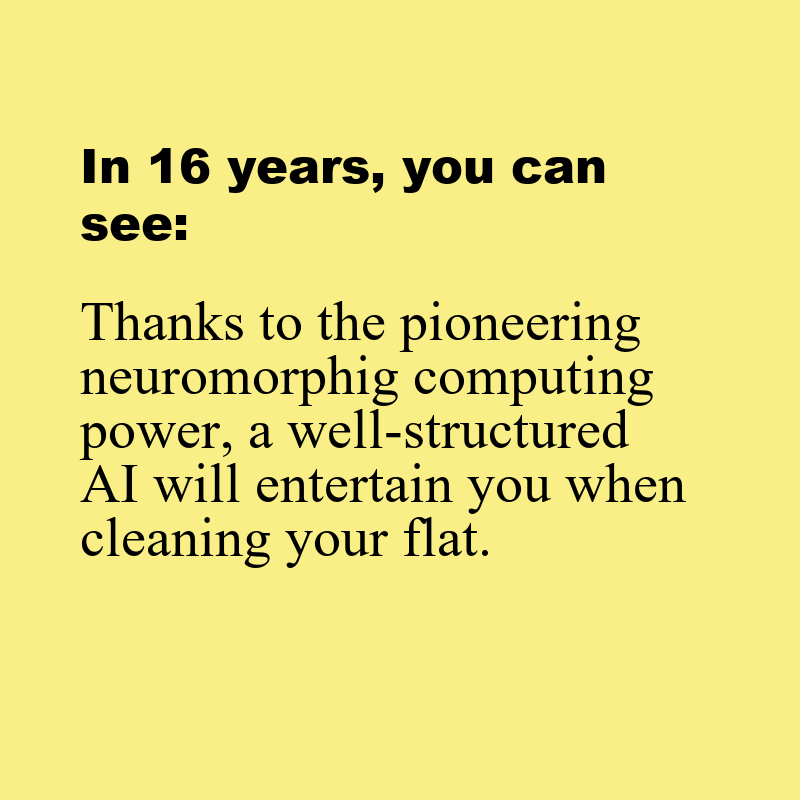 In 16 years, you can
see:
Thanks to the pioneering
neuromorphig computing
power, a well-structured
AI will entertain you when
cleaning your flat.